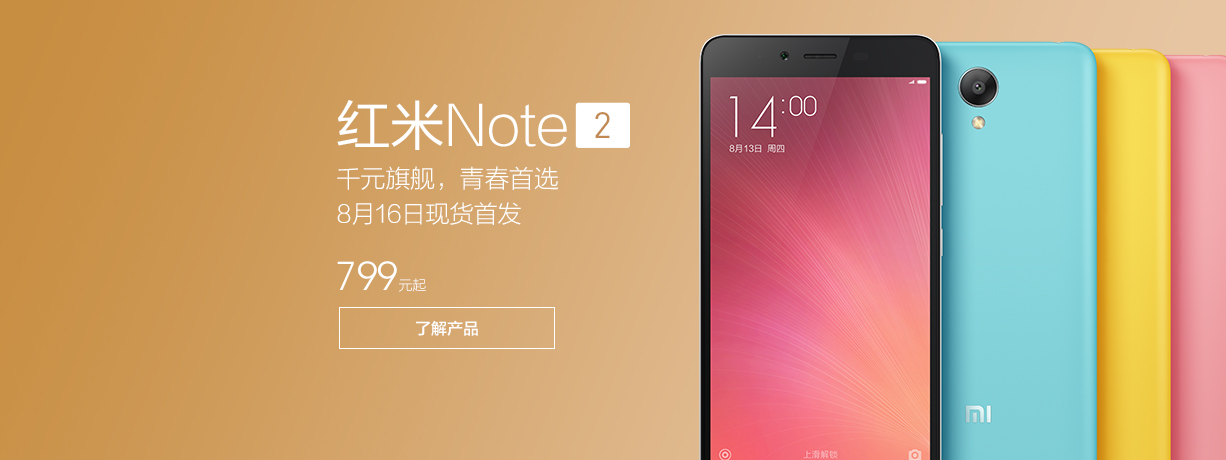 红米Note 2
千元旗舰，青春首选
8月16日现货首发
799元起
了解产品
14:00
8月13日 周四
上滑解锁
MI